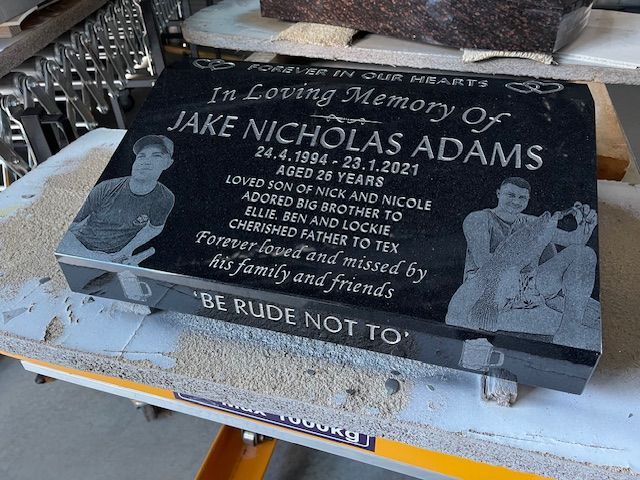 FOREVER IN OUR HEARTS
In Loving Memory Of
JAKE NICHOLAS ADAMS
24.4.1994 - 23.1.2021
AGED 26 YEARS
LOVED SON OF NICK AND NICOLE
ADORED BIG BROTHER TO
ELLIE, BEN AND LOCKIE,
CHERISHED FATHER TO TEX
Forever loved and missed by
his family and friends
'BE RUDE NOT TO'
Max 1000kg